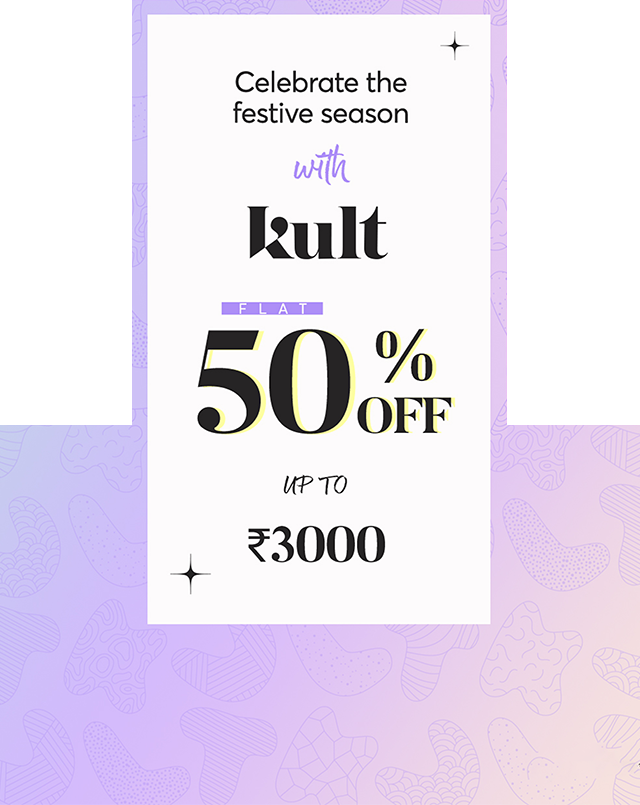 Celebrate the
festive season
with
kult
FLAT
50%
OFF
UP TO
₹3000